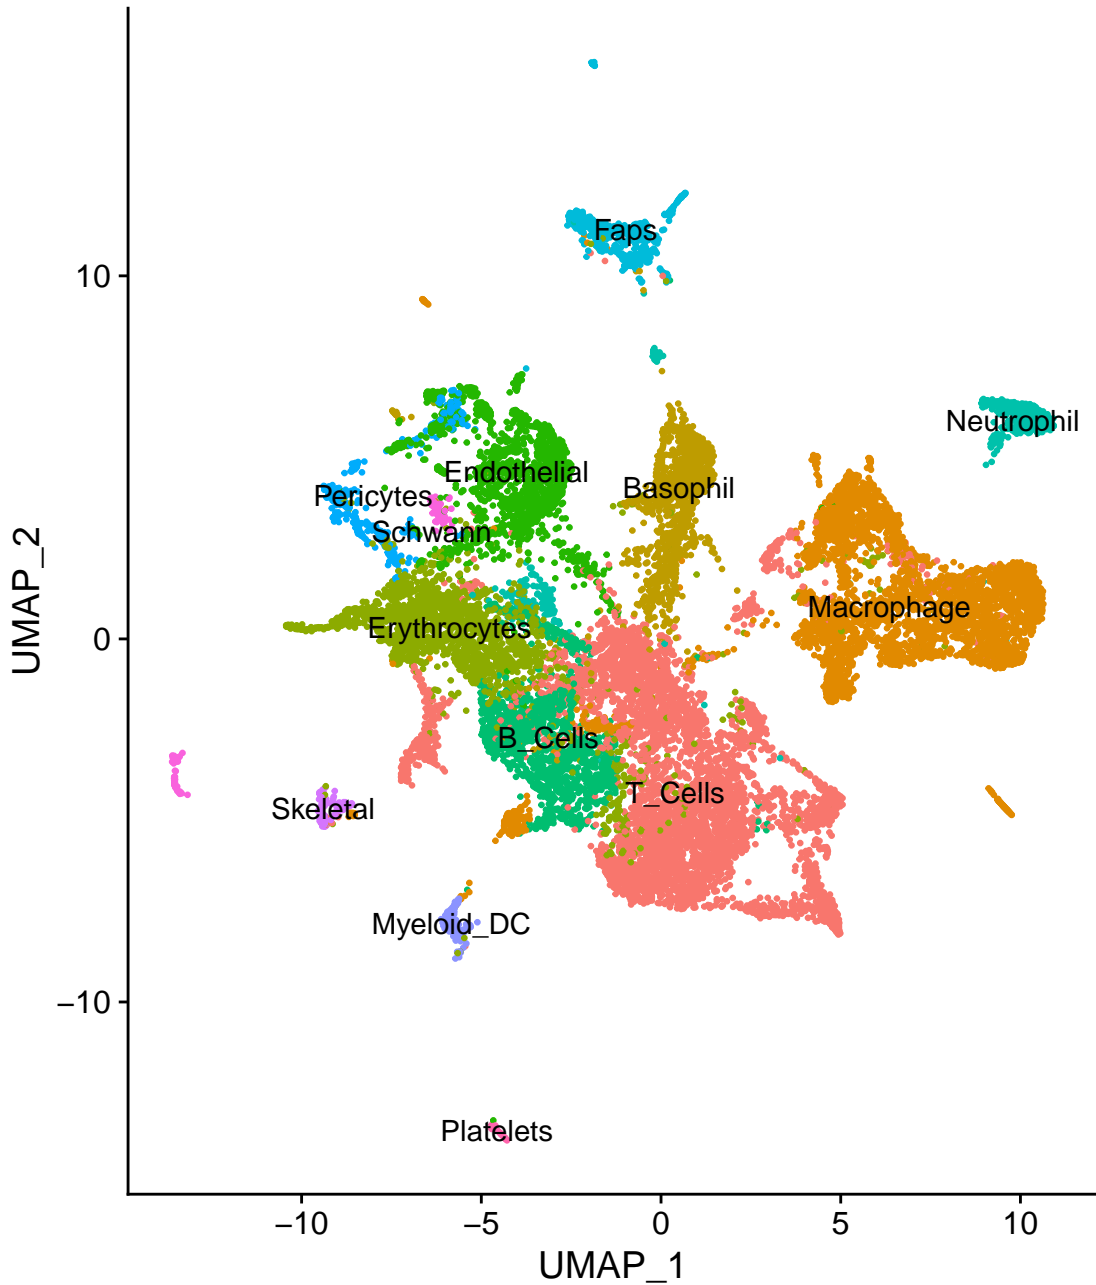 Faps
10
Neutrophil
Endothelial
Basophil
Pericytes
Schwann
UMAP_2
Macrophage
Erythrocytes
0
B_Cells
T_Cells
Skeletal
Myeloid_DC
−10
Platelets
−10 −5 0 5 10
UMAP_1